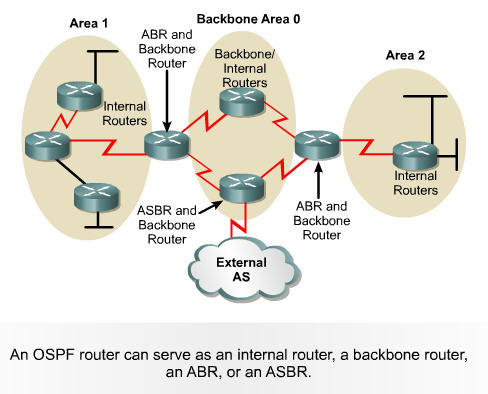 Area 1
ABR and
Backbone
Router
Backbone Area 0
Backbone/
Internal
Routers
Area 2
Internal
Routers
ASBR and
Backbone
Router
ABR and
Backbone
Router
Internal
Routers
External
AS
An OSPF router can serve as an internal router, a backbone router,
an ABR, or an ASBR.